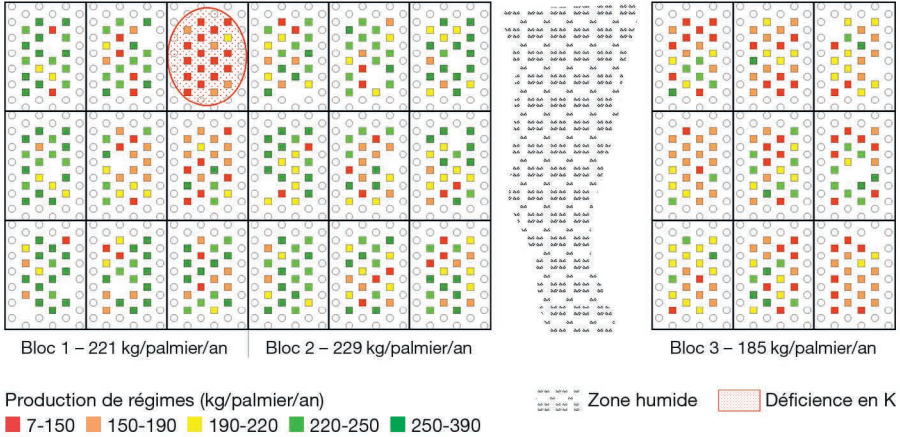 Bloc 1 – 221 kg/palmier/an
Bloc 2 – 229 kg/palmier/an
Bloc 3 – 185 kg/palmier/an
Production de régimes (kg/palmier/an)
7-150
150-190
190-220
220-250
250-390
Zone humide
Déficience en K